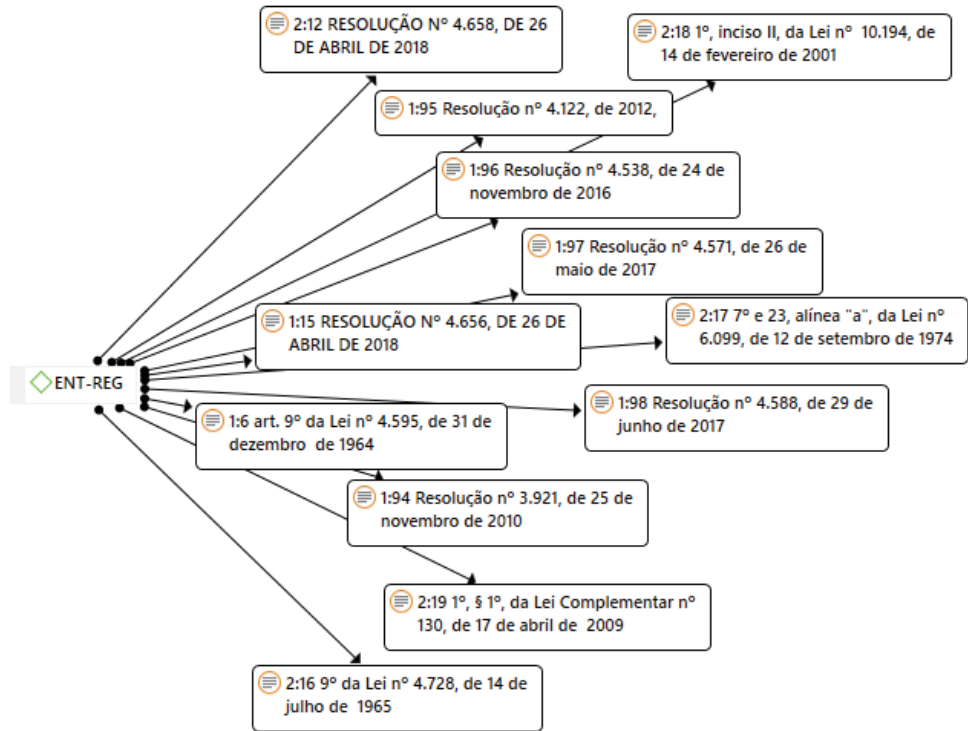 2:12 RESOLUÇÃO Nº 4.658, DE 26
DE ABRIL DE 2018
2:18 1º, inciso II, da Lei nº  10.194, de
14 de fevereiro de 2001
1:95 Resolução nº 4.122, de 2012,
1:96 Resolução nº 4.538, de 24 de
novembro de 2016
1:97 Resolução nº 4.571, de 26 de
maio de 2017
1:15 RESOLUÇÃO Nº 4.656, DE 26 DE
ABRIL DE 2018
2:17 7º e 23, alínea "a", da Lei nº
6.099, de 12 de setembro de 1974
ENT-REG
1:98 Resolução nº 4.588, de 29 de
junho de 2017
1:6 art. 9º da Lei nº 4.595, de 31 de
dezembro  de 1964
1:94 Resolução nº 3.921, de 25 de
novembro de 2010
2:19 1º, § 1º, da Lei Complementar nº
130, de 17 de abril de  2009
2:16 9º da Lei nº 4.728, de 14 de
julho de  1965